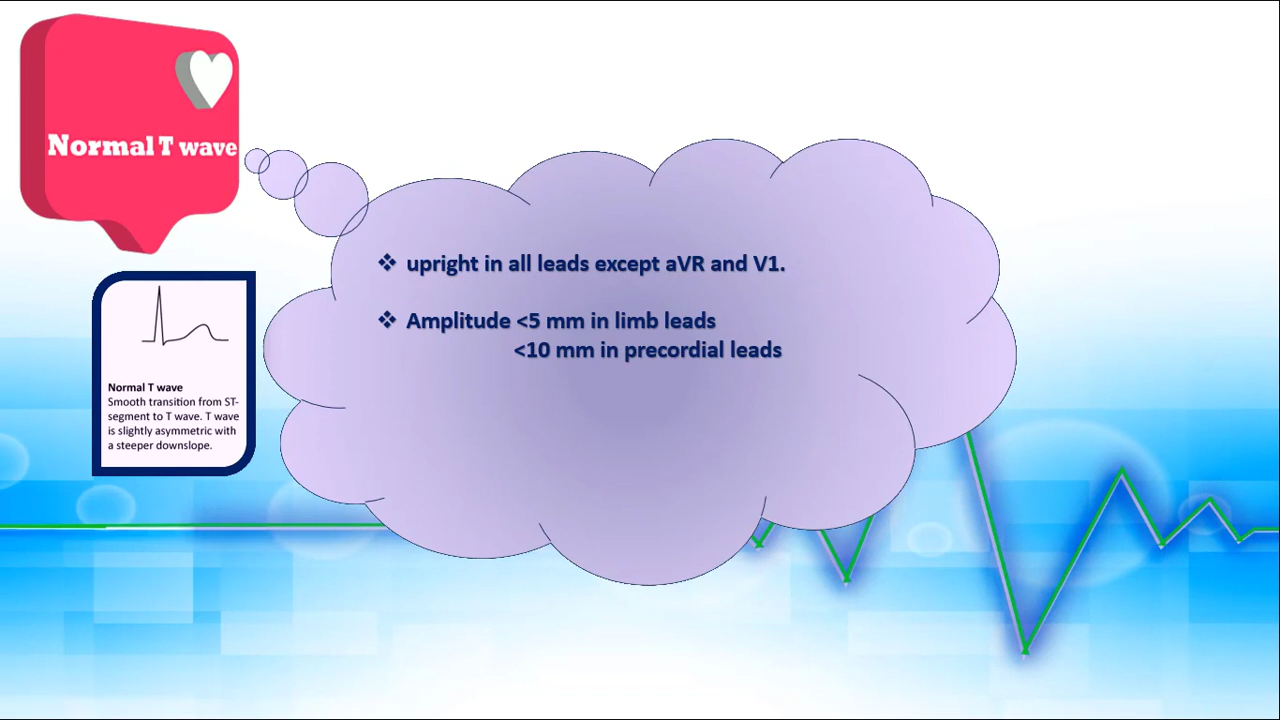 Normal T wave
❖ upright in all leads except aVR and V1.
❖ Amplitude <5 mm in limb leads
<10 mm in precordial leads
Normal T wave
Smooth transition from ST-
segment to T wave. T wave
is slightly asymmetric with
a steeper downslope.